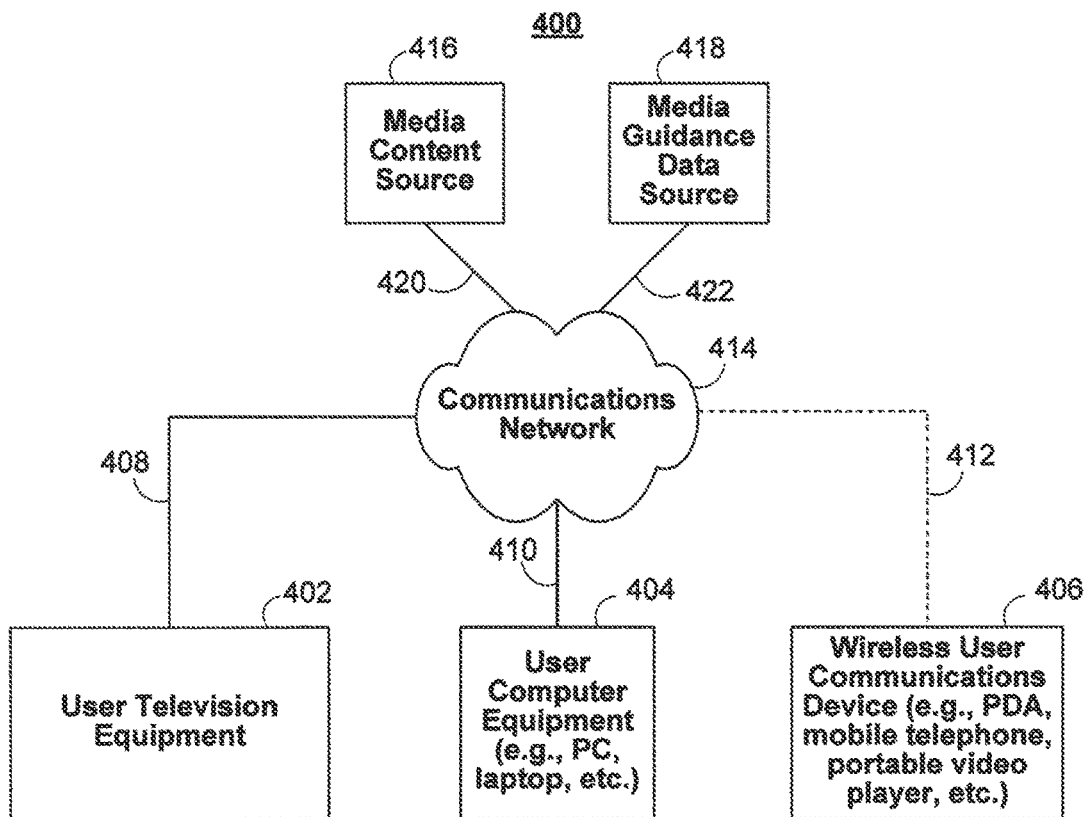 400
416
418
Media
Content
Source
Media
Guidance
Data
Source
420
422
414
Communications
Network
408
412
410
402
404
406
User Television
Equipment
User
Computer
Equipment
(e.g., PC,
laptop, etc.)
Wireless User
Communications
Device (e.g., PDA,
mobile telephone,
portable video
player, etc.)